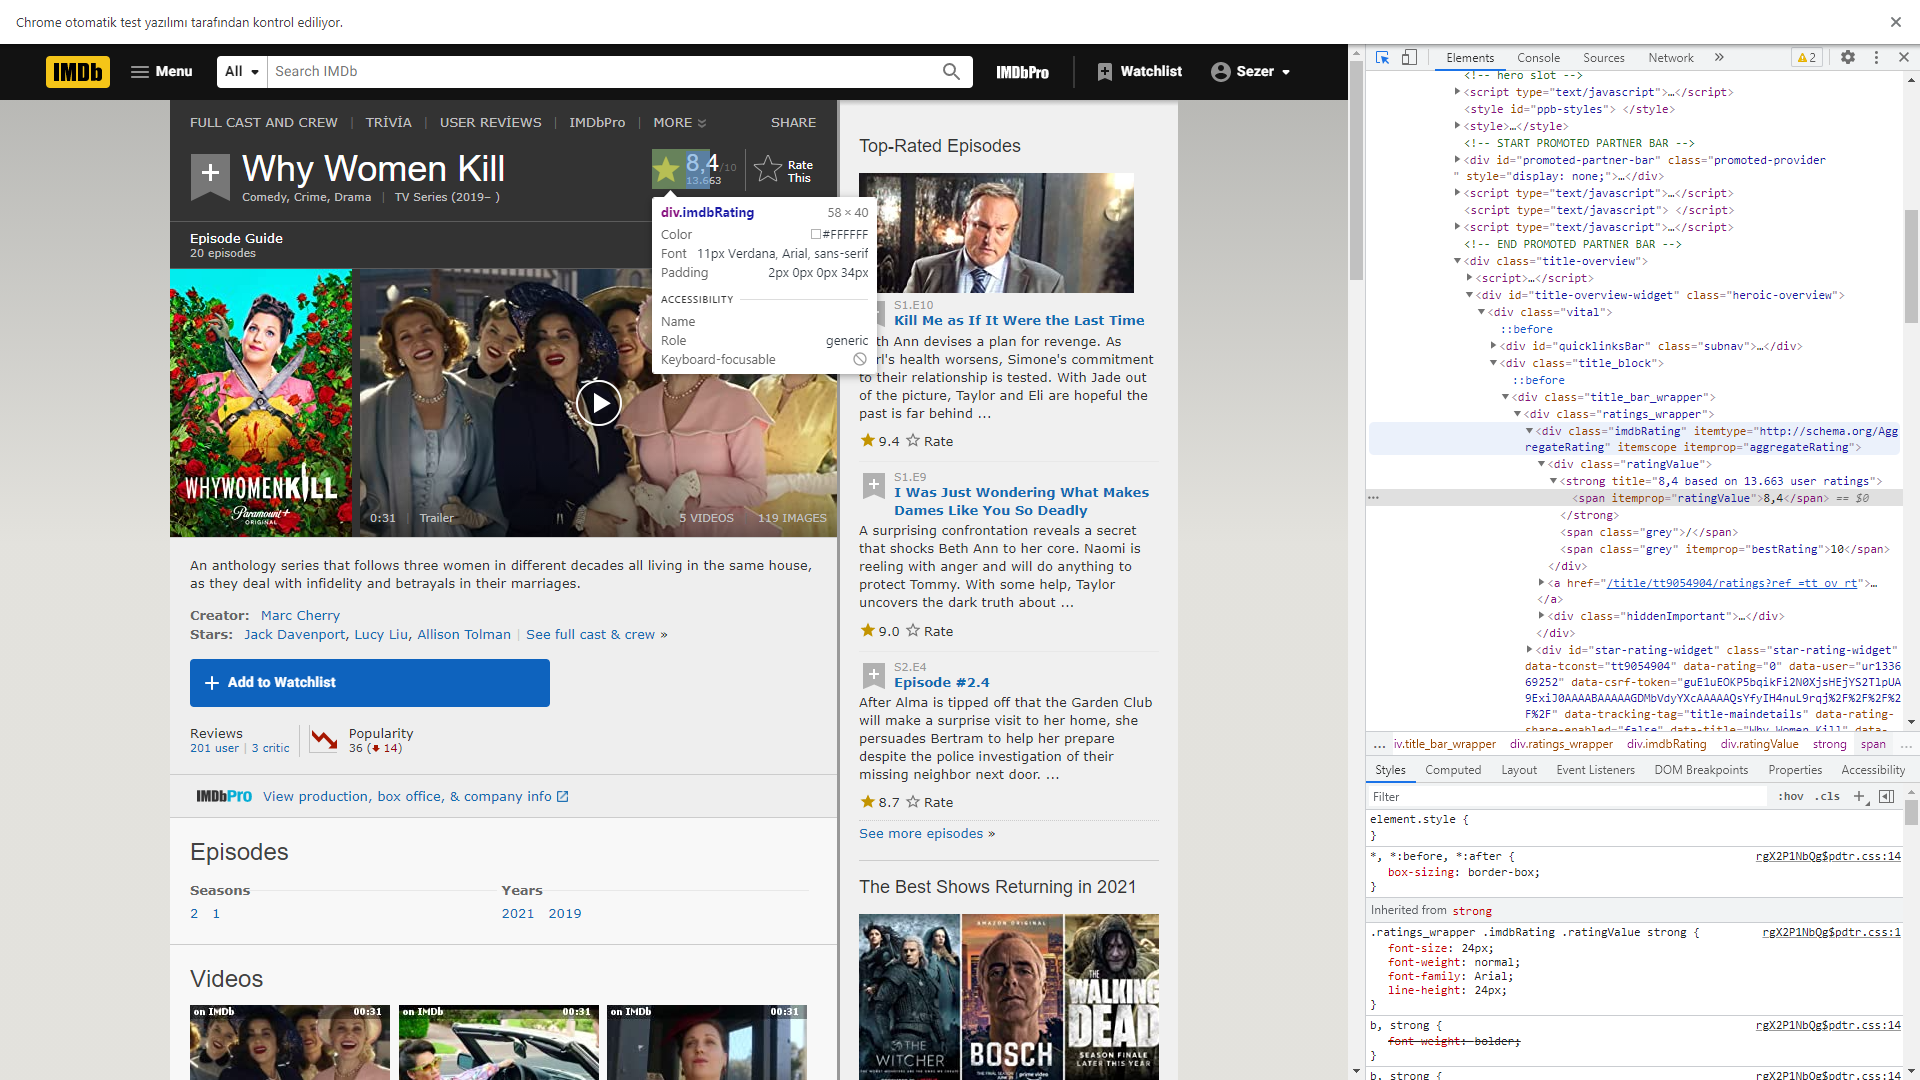 Chrome otomatik test yazılımı tarafından kontrol ediliyor.
IMDb
Menu
All
Search IMDb
IMDbPro
Watchlist
Sezer
FULL CAST AND CREW | TRİVİA | USER REVİEWS | IMDbPro | MORE
SHARE
Why Women Kill
Comedy, Crime, Drama | TV Series (2019– )
8,4/10
13.663
Rate This
Episode Guide
20 episodes
div.imdbRating 58 × 40
Color #FFFFFF
Font 11px Verdana, Arial, sans-serif
Padding 2px 0px 0px 34px
ACCESSIBILITY
Name
Role generic
Keyboard-focusable
WHY WOMEN KILL
Paramount+
ORIGINAL
0:31 | Trailer
5 VIDEOS
119 IMAGES
An anthology series that follows three women in different decades all living in the same house,
as they deal with infidelity and betrayals in their marriages.
Creator: Marc Cherry
Stars: Jack Davenport, Lucy Liu, Allison Tolman | See full cast & crew »
Add to Watchlist
Reviews
201 user | 3 critic
Popularity
36 (14)
IMDbPro View production, box office, & company info
Episodes
Seasons
2 1
Years
2021 2019
Videos
on IMDb 00:31
on IMDb 00:31
on IMDb 00:31
Top-Rated Episodes
S1.E10
Kill Me as If It Were the Last Time
th Ann devises a plan for revenge. As
rl's health worsens, Simone's commitment
to their relationship is tested. With Jade out
of the picture, Taylor and Eli are hopeful the
past is far behind ...
9.4 Rate
S1.E9
I Was Just Wondering What Makes
Dames Like You So Deadly
A surprising confrontation reveals a secret
that shocks Beth Ann to her core. Naomi is
reeling with anger and will do anything to
protect Tommy. With some help, Taylor
uncovers the dark truth about ...
9.0 Rate
S2.E4
Episode #2.4
After Alma is tipped off that the Garden Club
will make a surprise visit to her home, she
persuades Bertram to help her prepare
despite the police investigation of their
missing neighbor next door. ...
8.7 Rate
See more episodes »
The Best Shows Returning in 2021
THE WITCHER
AMAZON ORIGINAL
BOSCH
THE WALKING DEAD
SEASON FINALE
LATER THIS YEAR
Elements Console Sources Network » 2
<!-- hero slot -->
<script type="text/javascript">…</script>
<style id="ppb-styles"> </style>
<style>…</style>
<!-- START PROMOTED PARTNER BAR -->
<div id="promoted-partner-bar" class="promoted-provider
" style="display: none;">…</div>
<script type="text/javascript">…</script>
<script type="text/javascript"> </script>
<script type="text/javascript">…</script>
<!-- END PROMOTED PARTNER BAR -->
<div class="title-overview">
<script>…</script>
<div id="title-overview-widget" class="heroic-overview">
<div class="vital">
::before
<div id="quicklinksBar" class="subnav">…</div>
<div class="title_block">
::before
<div class="title_bar_wrapper">
<div class="ratings_wrapper">
<div class="imdbRating" itemtype="http://schema.org/Agg
regateRating" itemscope itemprop="aggregateRating">
<div class="ratingValue">
<strong title="8,4 based on 13.663 user ratings">
… <span itemprop="ratingValue">8,4</span> == $0
</strong>
<span class="grey">/</span>
<span class="grey" itemprop="bestRating">10</span>
</div>
<a href="/title/tt9054904/ratings?ref_=tt_ov_rt">…
</a>
<div class="hiddenImportant">…</div>
</div>
<div id="star-rating-widget" class="star-rating-widget"
data-tconst="tt9054904" data-rating="0" data-user="ur1336
69252" data-csrf-token="guE1uEOKP5bqikFi2N0XjsHEjYS2TlpUA
9ExiJ0AAAABAAAAAGDMbVdyYXcAAAAAQsYfyIH4nuL9rqj%2F%2F%2F%2
F%2F" data-tracking-tag="title-maindetails" data-rating-
share-enabled="false" data-title="Why Women Kill" data-
… iv.title_bar_wrapper div.ratings_wrapper div.imdbRating div.ratingValue strong span …
Styles Computed Layout Event Listeners DOM Breakpoints Properties Accessibility
Filter :hov .cls +
element.style {
}
*, *:before, *:after { rgX2P1NbQg$pdtr.css:14
box-sizing: border-box;
}
Inherited from strong
.ratings_wrapper .imdbRating .ratingValue strong { rgX2P1NbQg$pdtr.css:1
font-size: 24px;
font-weight: normal;
font-family: Arial;
line-height: 24px;
}
b, strong { rgX2P1NbQg$pdtr.css:14
font-weight: bolder;
}
b, strong { rgX2P1NbQg$pdtr.css:14